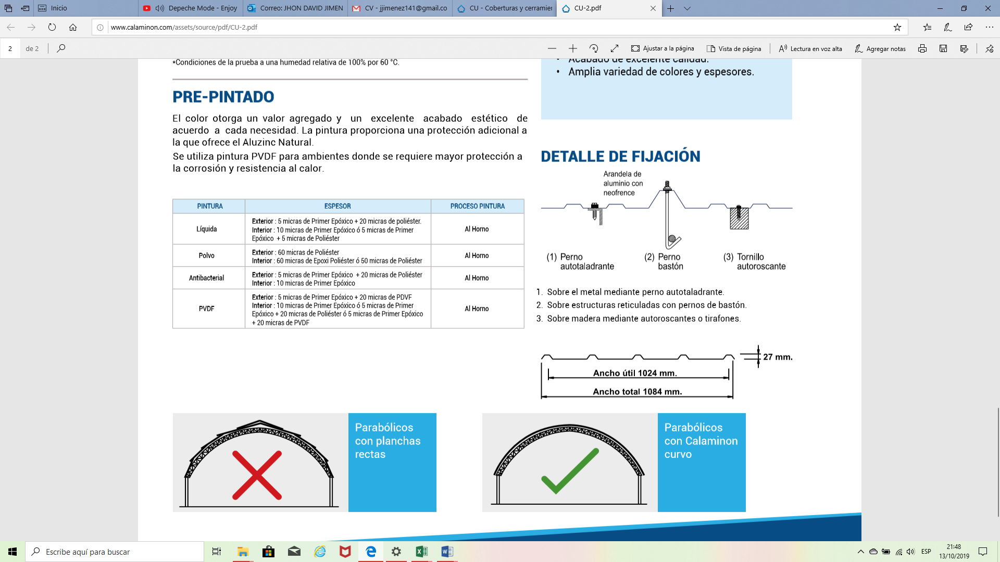 Inicio
Depeche Mode - Enjoy
Correo: JHON DAVID JIMEN
CV - jjimenez141@gmail.co
CU - Coberturas y cerramier
CU-2.pdf
www.calaminon.com/assets/source/pdf/CU-2.pdf
2 de 2
Ajustar a la página
Vista de página
Lectura en voz alta
Agregar notas
*Condiciones de la prueba a una humedad relativa de 100% por 60 °C.
• Acabado de excelente calidad.
• Amplia variedad de colores y espesores.
PRE-PINTADO
El color otorga un valor agregado y un excelente acabado estético de
acuerdo a cada necesidad. La pintura proporciona una protección adicional a
la que ofrece el Aluzinc Natural.
Se utiliza pintura PVDF para ambientes donde se requiere mayor protección a
la corrosión y resistencia al calor.
PINTURA ESPESOR PROCESO PINTURA
Líquida
Exterior : 5 micras de Primer Epóxico + 20 micras de poliéster.
Interior : 10 micras de Primer Epóxico ó 5 micras de Primer
Epóxico + 5 micras de Poliéster
Al Horno
Polvo
Exterior : 60 micras de Poliéster
Interior : 60 micras de Epoxi Poliéster ó 50 micras de Poliéster
Al Horno
Antibacterial
Exterior : 5 micras de Primer Epóxico + 20 micras de Poliéster
Interior : 10 micras de Primer Epóxico
Al Horno
PVDF
Exterior : 5 micras de Primer Epóxico + 20 micras de PDVF
Interior : 10 micras de Primer Epóxico ó 5 micras de Primer
Epóxico + 20 micras de Poliéster ó 5 micras de Primer Epóxico
+ 20 micras de PVDF
Al Horno
DETALLE DE FIJACIÓN
Arandela de
aluminio con
neofrence
(1) Perno
autotaladrante
(2) Perno
bastón
(3) Tornillo
autoroscante
1. Sobre el metal mediante perno autotaladrante.
2. Sobre estructuras reticuladas con pernos de bastón.
3. Sobre madera mediante autoroscantes o tirafones.
27 mm.
Ancho útil 1024 mm.
Ancho total 1084 mm.
Parabólicos
con planchas
rectas
Parabólicos
con Calaminon
curvo
Escribe aquí para buscar
ESP
21:48
13/10/2019